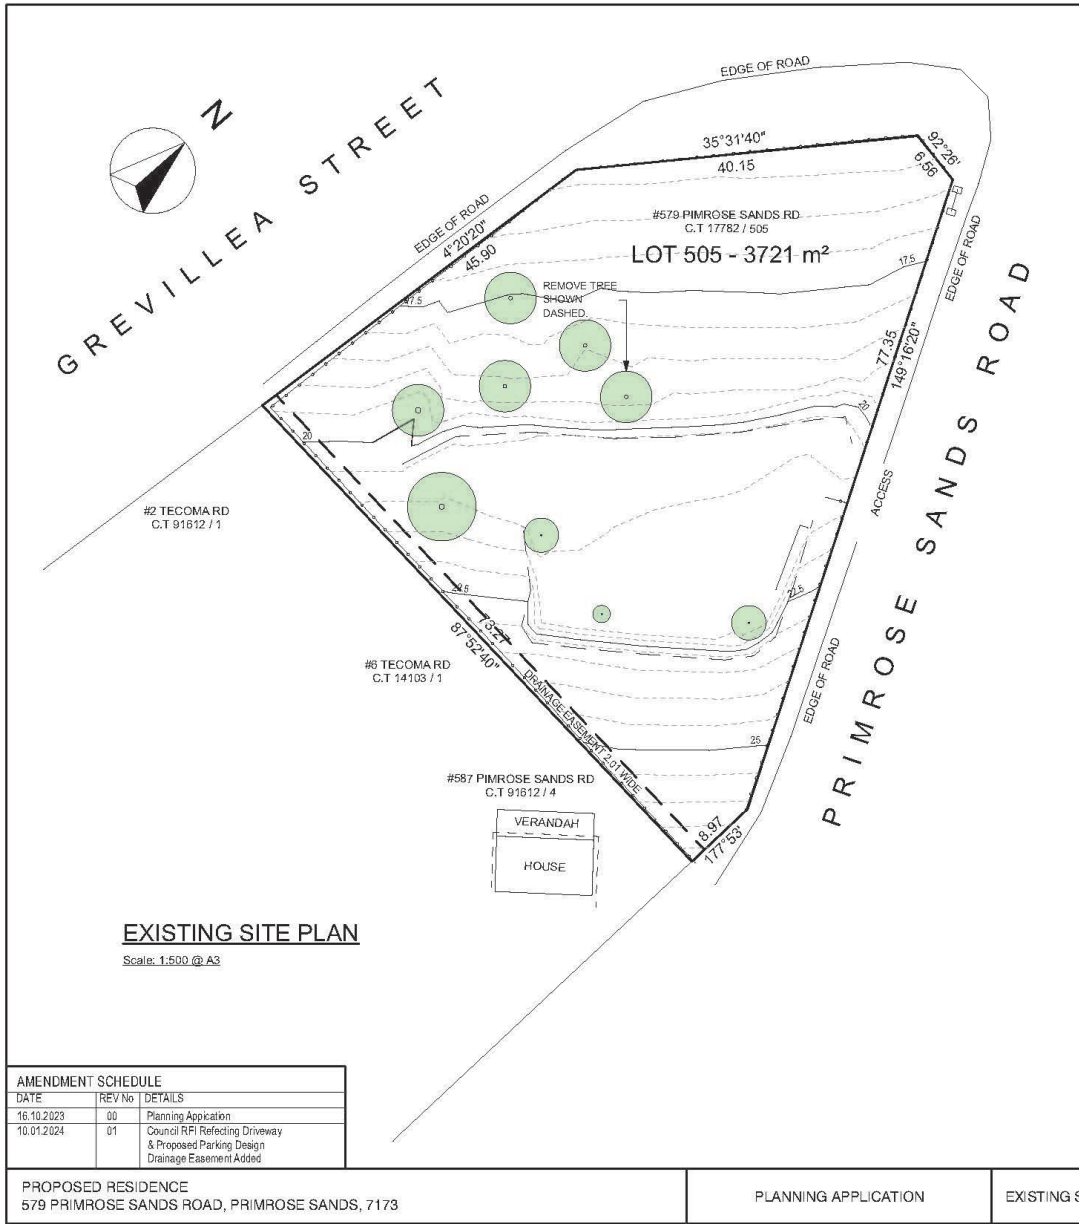 EDGE OF ROAD
N
GREVILLEA STREET
35°31'40"
40.15
92°26'
6.56
EDGE OF ROAD
4°20'20"
45.90
#579 PIMROSE SANDS RD
C.T 17782 / 505
LOT 505 - 3721 m²
EDGE OF ROAD
17.5
17.5
REMOVE TREE
SHOWN
DASHED.
77.35
149°16'20"
PRIMROSE SANDS ROAD
20
20
ACCESS
#2 TECOMA RD
C.T 91612 / 1
22.5
22.5
73.27
87°52'40"
#6 TECOMA RD
C.T 14103 / 1
EDGE OF ROAD
DRAINAGE EASEMENT 2.01 WIDE
25
#587 PIMROSE SANDS RD
C.T 91612 / 4
VERANDAH
HOUSE
8.97
177°53'
EXISTING SITE PLAN
Scale: 1:500 @ A3
AMENDMENT SCHEDULE
DATE REV No DETAILS
16.10.2023 00 Planning Appication
10.01.2024 01 Council RFI Refecting Driveway
& Proposed Parking Design
Drainage Easement Added
PROPOSED RESIDENCE
579 PRIMROSE SANDS ROAD, PRIMROSE SANDS, 7173
PLANNING APPLICATION
EXISTING S